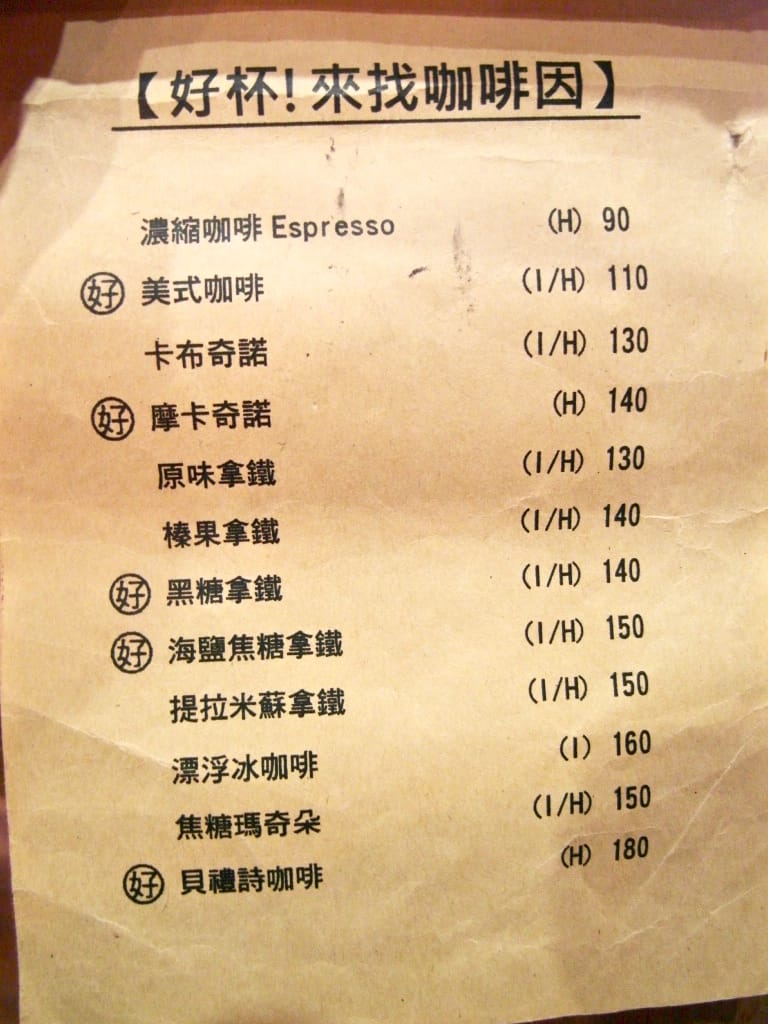 【好杯!來找咖啡因】
濃縮咖啡 Espresso (H) 90
好 美式咖啡 (I/H) 110
卡布奇諾 (I/H) 130
好 摩卡奇諾 (H) 140
原味拿鐵 (I/H) 130
榛果拿鐵 (I/H) 140
好 黑糖拿鐵 (I/H) 140
好 海鹽焦糖拿鐵 (I/H) 150
提拉米蘇拿鐵 (I/H) 150
漂浮冰咖啡 (I) 160
焦糖瑪奇朵 (I/H) 150
好 貝禮詩咖啡 (H) 180